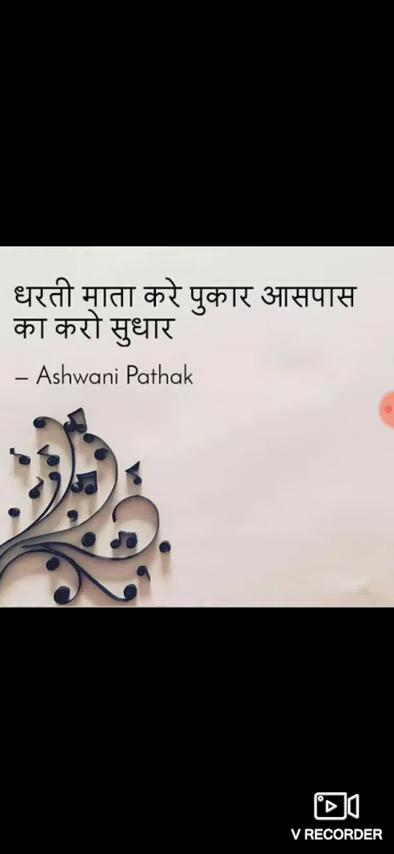 धरती माता करे पुकार आसपास
का करो सुधार
– Ashwani Pathak
V RECORDER